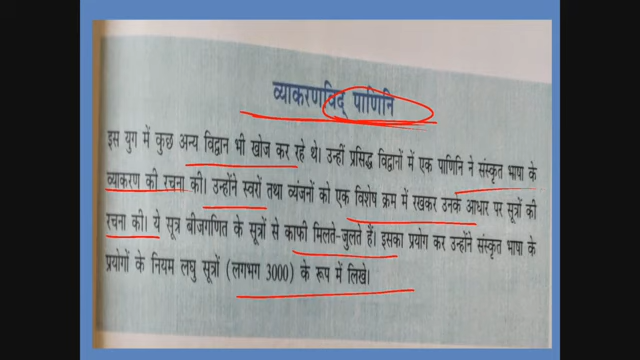 व्याकरणविद् पाणिनि
इस युग में कुछ अन्य विद्वान भी खोज कर रहे थे। उन्हीं प्रसिद्ध विद्वानों में एक पाणिनि ने संस्कृत भाषा के
व्याकरण की रचना की। उन्होंने स्वरों तथा व्यंजनों को एक विशेष क्रम में रखकर उनके आधार पर सूत्रों की
रचना की। ये सूत्र बीजगणित के सूत्रों से काफी मिलते-जुलते हैं। इसका प्रयोग कर उन्होंने संस्कृत भाषा के
प्रयोगों के नियम लघु सूत्रों (लगभग 3000) के रूप में लिखे।